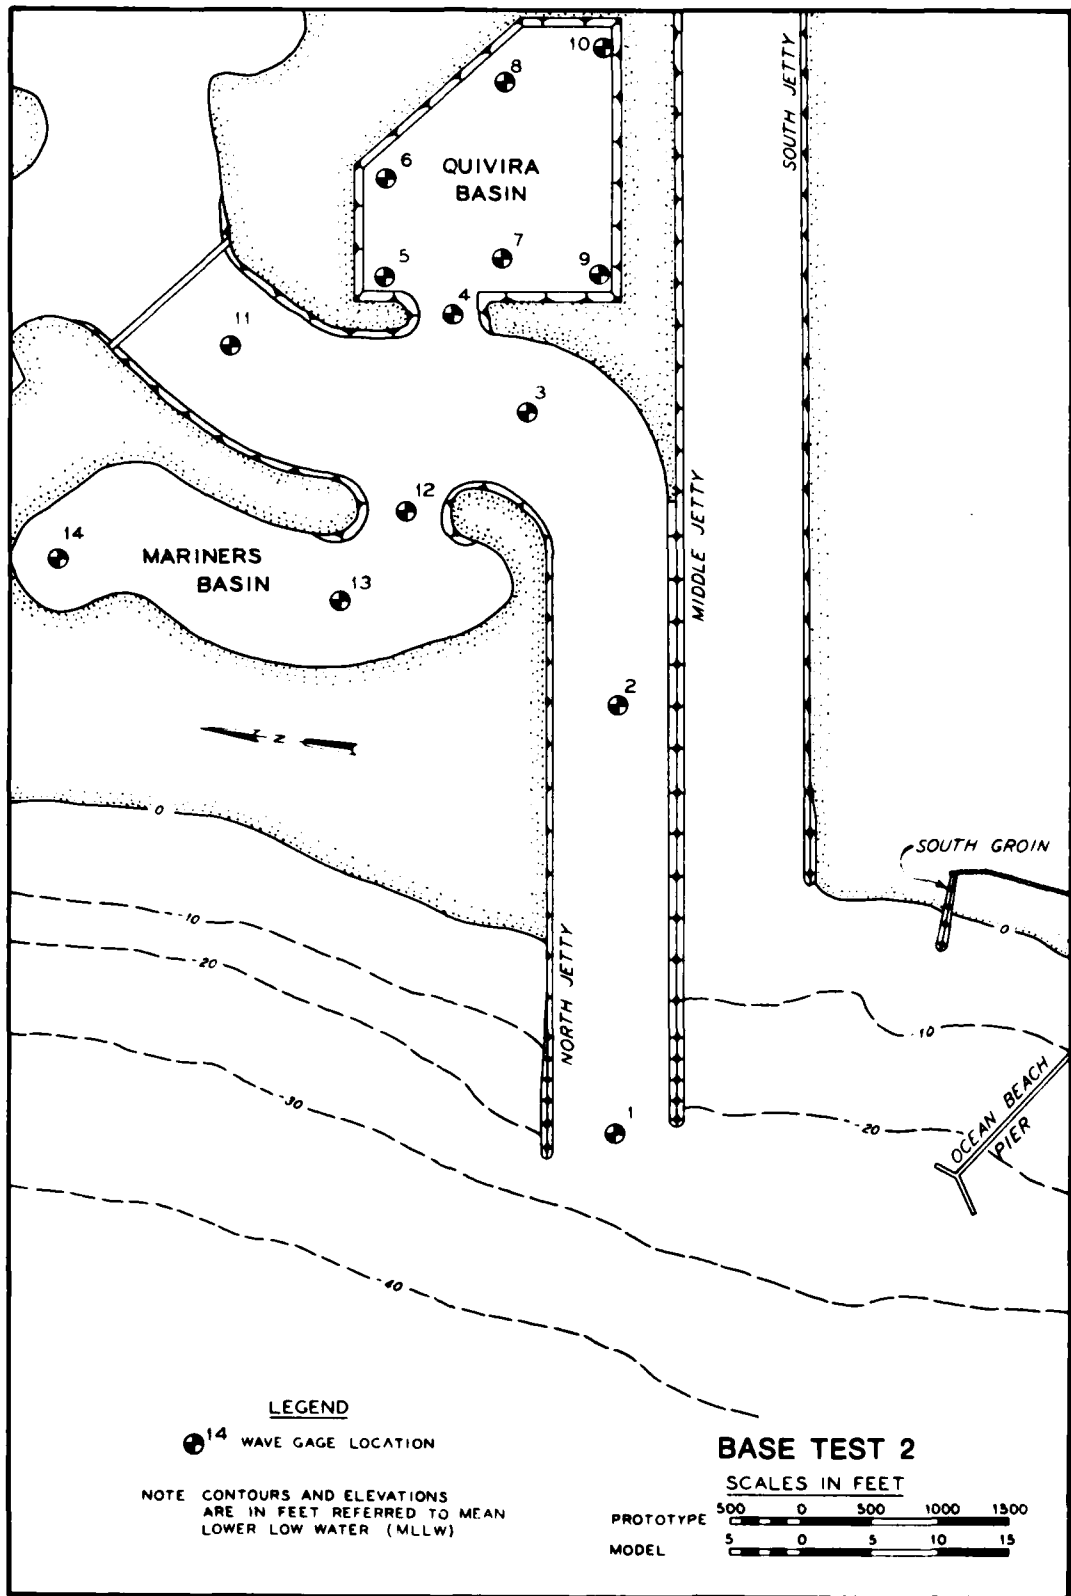 10
8
SOUTH JETTY
6
QUIVIRA
BASIN
5
7
9
4
11
3
12
MIDDLE JETTY
14
MARINERS
BASIN
13
2
N
0
SOUTH GROIN
0
-10
-20
NORTH JETTY
-10
-30
1
-20
OCEAN BEACH
PIER
-40
LEGEND
14 WAVE GAGE LOCATION
NOTE CONTOURS AND ELEVATIONS
ARE IN FEET REFERRED TO MEAN
LOWER LOW WATER (MLLW)
BASE TEST 2
SCALES IN FEET
PROTOTYPE 500 0 500 1000 1500
MODEL 5 0 5 10 15